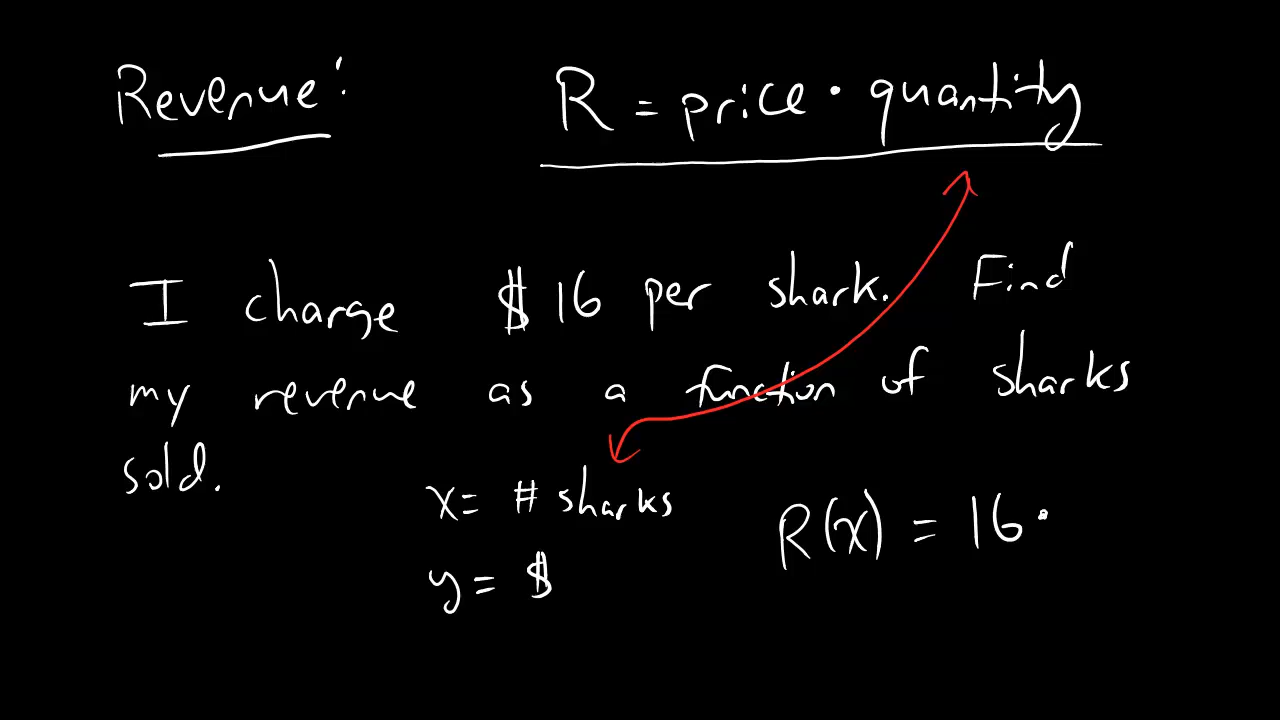 Revenue: R = price · quantity
I charge $16 per shark. Find
my revenue as a function of sharks
sold.
x = # sharks
R(x) = 16 ·
y = $